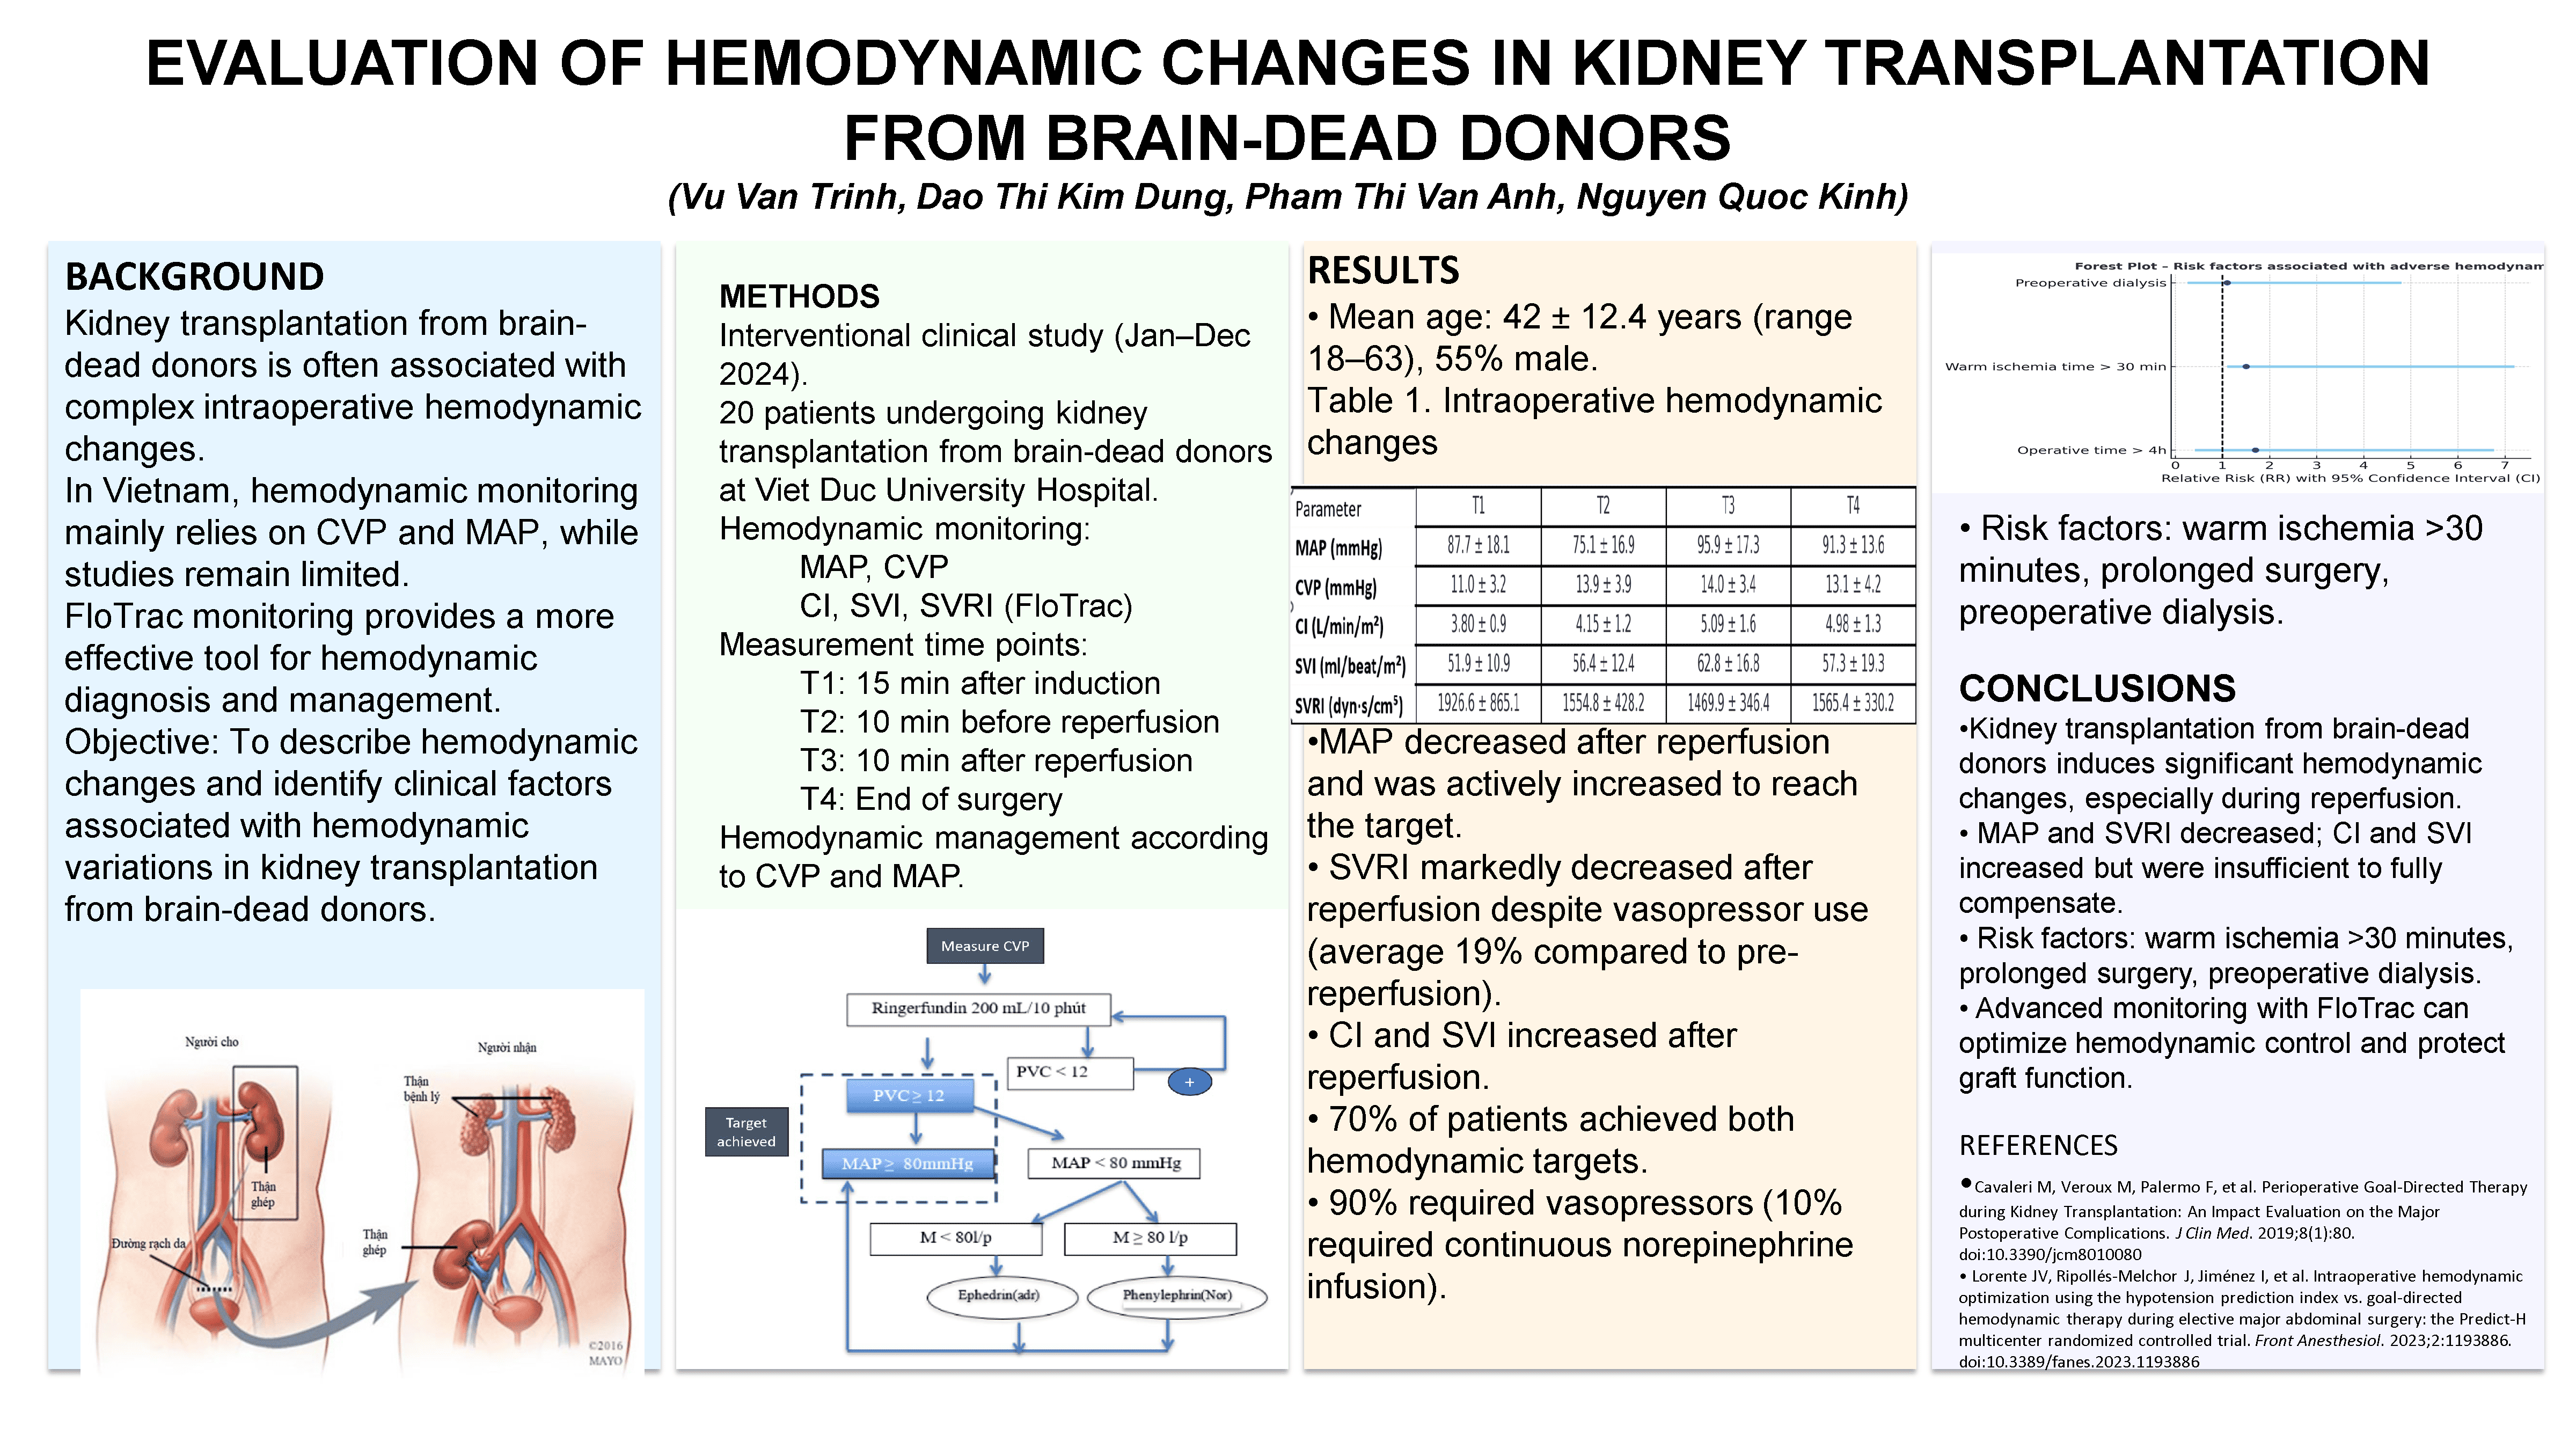 EVALUATION OF HEMODYNAMIC CHANGES IN KIDNEY TRANSPLANTATION
FROM BRAIN-DEAD DONORS
(Vu Van Trinh, Dao Thi Kim Dung, Pham Thi Van Anh, Nguyen Quoc Kinh)
BACKGROUND
Kidney transplantation from brain-
dead donors is often associated with
complex intraoperative hemodynamic
changes.
In Vietnam, hemodynamic monitoring
mainly relies on CVP and MAP, while
studies remain limited.
FloTrac monitoring provides a more
effective tool for hemodynamic
diagnosis and management.
Objective: To describe hemodynamic
changes and identify clinical factors
associated with hemodynamic
variations in kidney transplantation
from brain-dead donors.
Người cho
Người nhận
Thận
bệnh lý
Thận
ghép
Thận
ghép
Đường rạch da
©2016
MAYO
METHODS
Interventional clinical study (Jan–Dec
2024).
20 patients undergoing kidney
transplantation from brain-dead donors
at Viet Duc University Hospital.
Hemodynamic monitoring:
MAP, CVP
CI, SVI, SVRI (FloTrac)
Measurement time points:
T1: 15 min after induction
T2: 10 min before reperfusion
T3: 10 min after reperfusion
T4: End of surgery
Hemodynamic management according
to CVP and MAP.
Measure CVP
Ringerfundin 200 mL/10 phút
PVC < 12
+
PVC ≥ 12
Target
achieved
MAP ≥ 80mmHg
MAP < 80 mmHg
M < 80l/p
M ≥ 80 l/p
Ephedrin(adr)
Phenylephrin(Nor)
RESULTS
• Mean age: 42 ± 12.4 years (range
18–63), 55% male.
Table 1. Intraoperative hemodynamic
changes
Parameter T1 T2 T3 T4
MAP (mmHg) 87.7 ± 18.1 75.1 ± 16.9 95.9 ± 17.3 91.3 ± 13.6
CVP (mmHg) 11.0 ± 3.2 13.9 ± 3.9 14.0 ± 3.4 13.1 ± 4.2
CI (L/min/m²) 3.80 ± 0.9 4.15 ± 1.2 5.09 ± 1.6 4.98 ± 1.3
SVI (ml/beat/m²) 51.9 ± 10.9 56.4 ± 12.4 62.8 ± 16.8 57.3 ± 19.3
SVRI (dyn·s/cm⁵) 1926.6 ± 865.1 1554.8 ± 428.2 1469.9 ± 346.4 1565.4 ± 330.2
•MAP decreased after reperfusion
and was actively increased to reach
the target.
• SVRI markedly decreased after
reperfusion despite vasopressor use
(average 19% compared to pre-
reperfusion).
• CI and SVI increased after
reperfusion.
• 70% of patients achieved both
hemodynamic targets.
• 90% required vasopressors (10%
required continuous norepinephrine
infusion).
Forest Plot – Risk factors associated with adverse hemodynam
Preoperative dialysis
Warm ischemia time > 30 min
Operative time > 4h
0 1 2 3 4 5 6 7
Relative Risk (RR) with 95% Confidence Interval (CI)
• Risk factors: warm ischemia >30
minutes, prolonged surgery,
preoperative dialysis.
CONCLUSIONS
•Kidney transplantation from brain-dead
donors induces significant hemodynamic
changes, especially during reperfusion.
• MAP and SVRI decreased; CI and SVI
increased but were insufficient to fully
compensate.
• Risk factors: warm ischemia >30 minutes,
prolonged surgery, preoperative dialysis.
• Advanced monitoring with FloTrac can
optimize hemodynamic control and protect
graft function.
REFERENCES
•Cavaleri M, Veroux M, Palermo F, et al. Perioperative Goal-Directed Therapy
during Kidney Transplantation: An Impact Evaluation on the Major
Postoperative Complications. J Clin Med. 2019;8(1):80.
doi:10.3390/jcm8010080
• Lorente JV, Ripollés-Melchor J, Jiménez I, et al. Intraoperative hemodynamic
optimization using the hypotension prediction index vs. goal-directed
hemodynamic therapy during elective major abdominal surgery: the Predict-H
multicenter randomized controlled trial. Front Anesthesiol. 2023;2:1193886.
doi:10.3389/fanes.2023.1193886